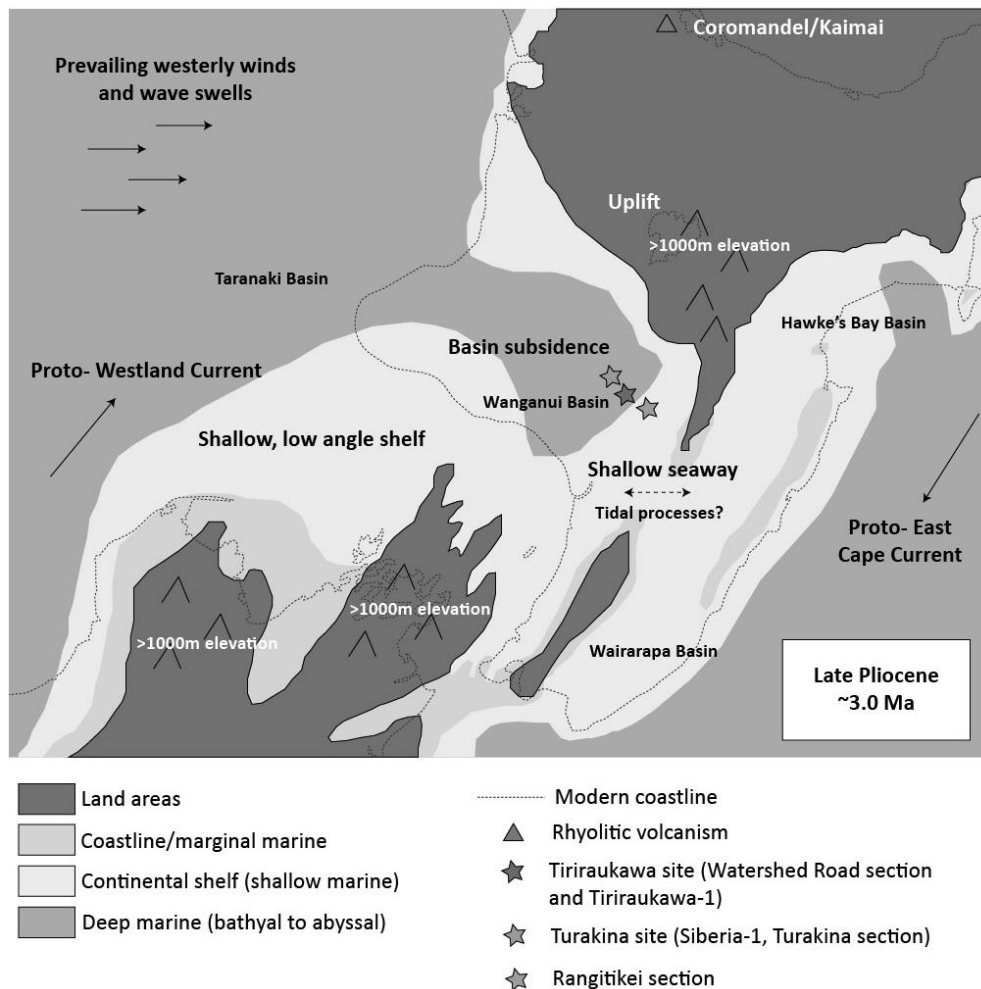 Coromandel/Kaimai
Prevailing westerly winds
and wave swells
Uplift
>1000m elevation
Taranaki Basin
Hawke's Bay Basin
Basin subsidence
Proto- Westland Current
Wanganui Basin
Shallow, low angle shelf
Shallow seaway
Tidal processes?
Proto- East
Cape Current
>1000m elevation
>1000m elevation
Wairarapa Basin
Late Pliocene
~3.0 Ma
Land areas
Coastline/marginal marine
Continental shelf (shallow marine)
Deep marine (bathyal to abyssal)
Modern coastline
Rhyolitic volcanism
Tiriraukawa site (Watershed Road section
and Tiriraukawa-1)
Turakina site (Siberia-1, Turakina section)
Rangitikei section